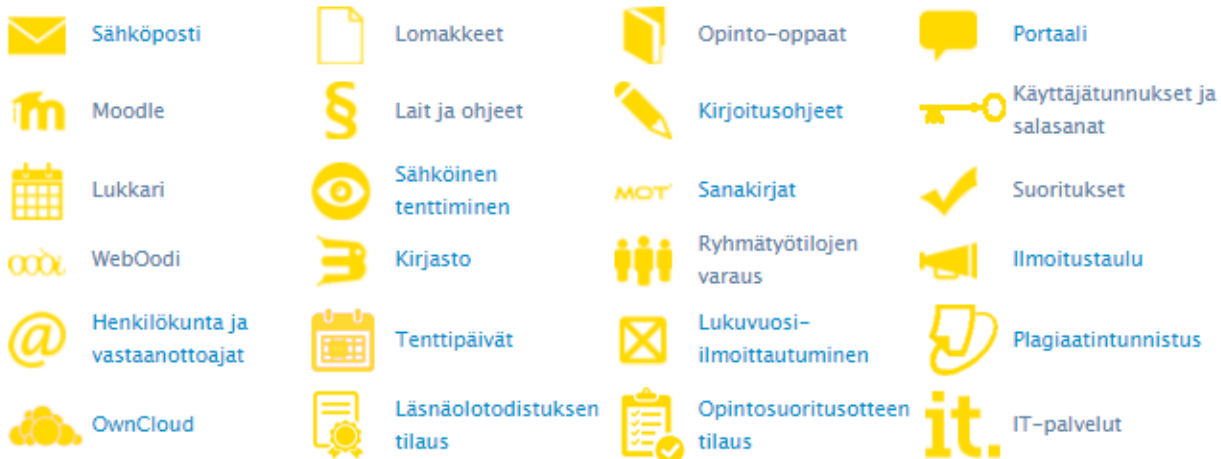 Sähköposti
Lomakkeet
Opinto-oppaat
Portaali
Moodle
§
Lait ja ohjeet
Kirjoitusohjeet
Käyttäjätunnukset ja
salasanat
Lukkari
Sähköinen
tenttiminen
MOT
Sanakirjat
Suoritukset
oodi
WebOodi
Kirjasto
Ryhmätyötilojen
varaus
Ilmoitustaulu
@
Henkilökunta ja
vastaanottoajat
Tenttipäivät
Lukuvuosi-
ilmoittautuminen
Plagiaatintunnistus
OwnCloud
Läsnäolotodistuksen
tilaus
Opintosuoritusotteen
tilaus
it.
IT-palvelut